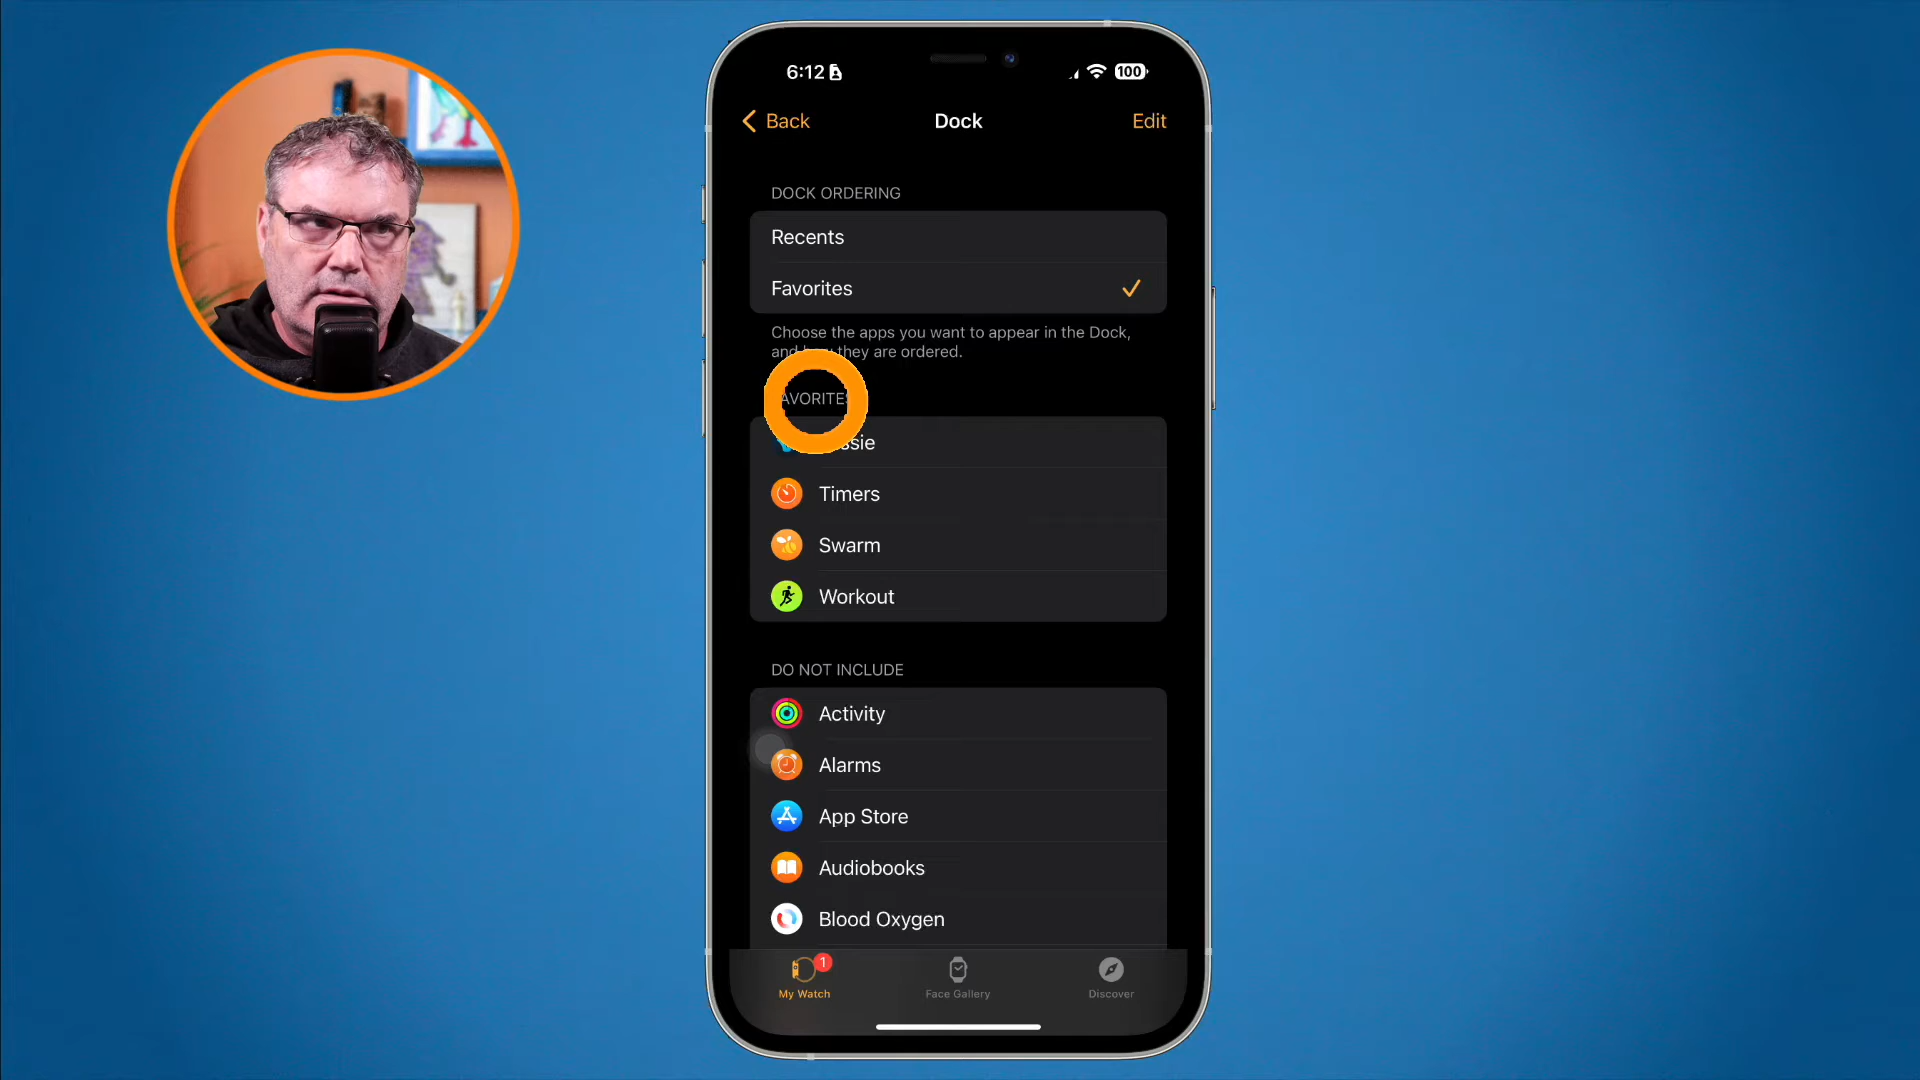 6:12
100
Back
Dock
Edit
DOCK ORDERING
Recents
Favorites
Choose the apps you want to appear in the Dock,
and they are ordered.
Timers
Swarm
Workout
DO NOT INCLUDE
Activity
Alarms
App Store
Audiobooks
Blood Oxygen
1
My Watch
Face Gallery
Discover